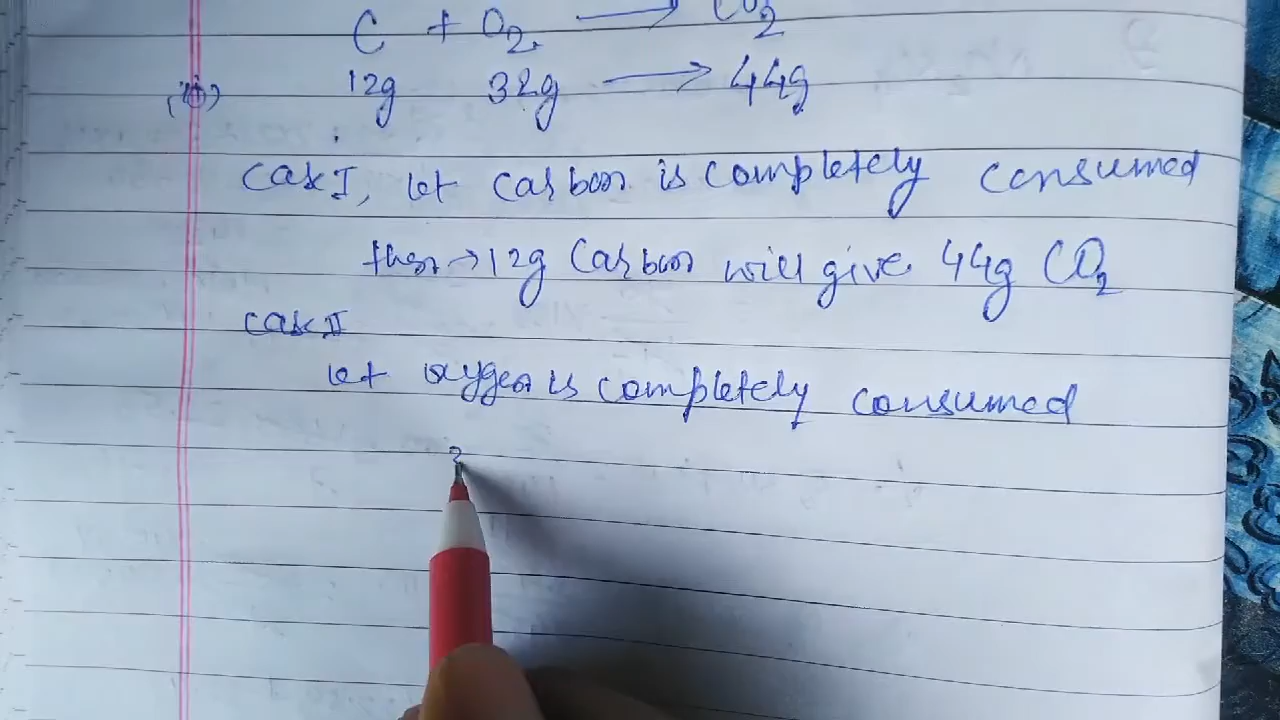 C + O2 → CO2
12g 32g → 44g
Case I, let carbon is completely consumed
then → 12g Carbon will give 44g CO2
Case II
let oxygen is completely consumed
3